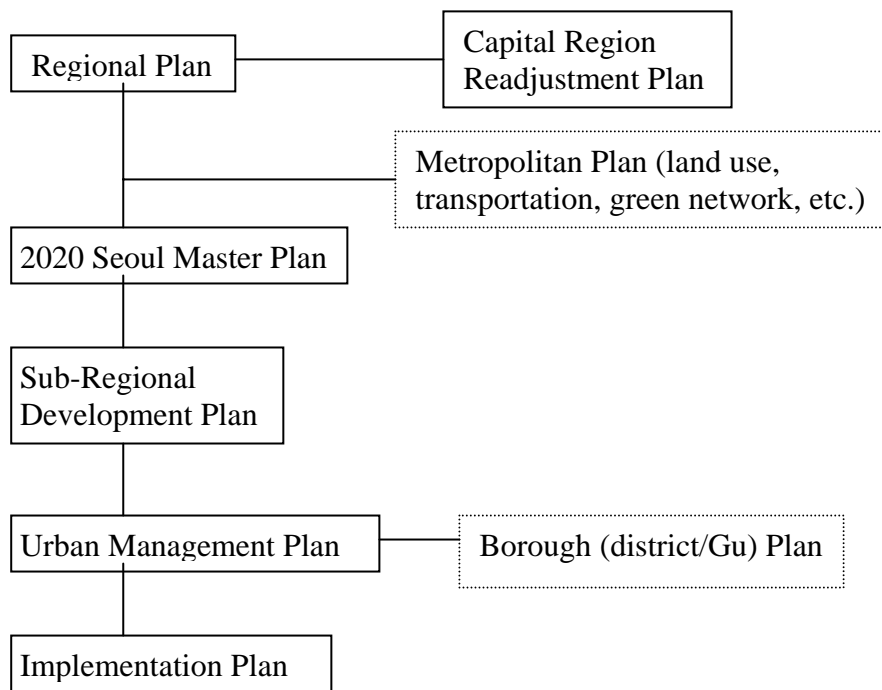 Regional Plan
Capital Region
Readjustment Plan
Metropolitan Plan (land use,
transportation, green network, etc.)
2020 Seoul Master Plan
Sub-Regional
Development Plan
Urban Management Plan
Borough (district/Gu) Plan
Implementation Plan